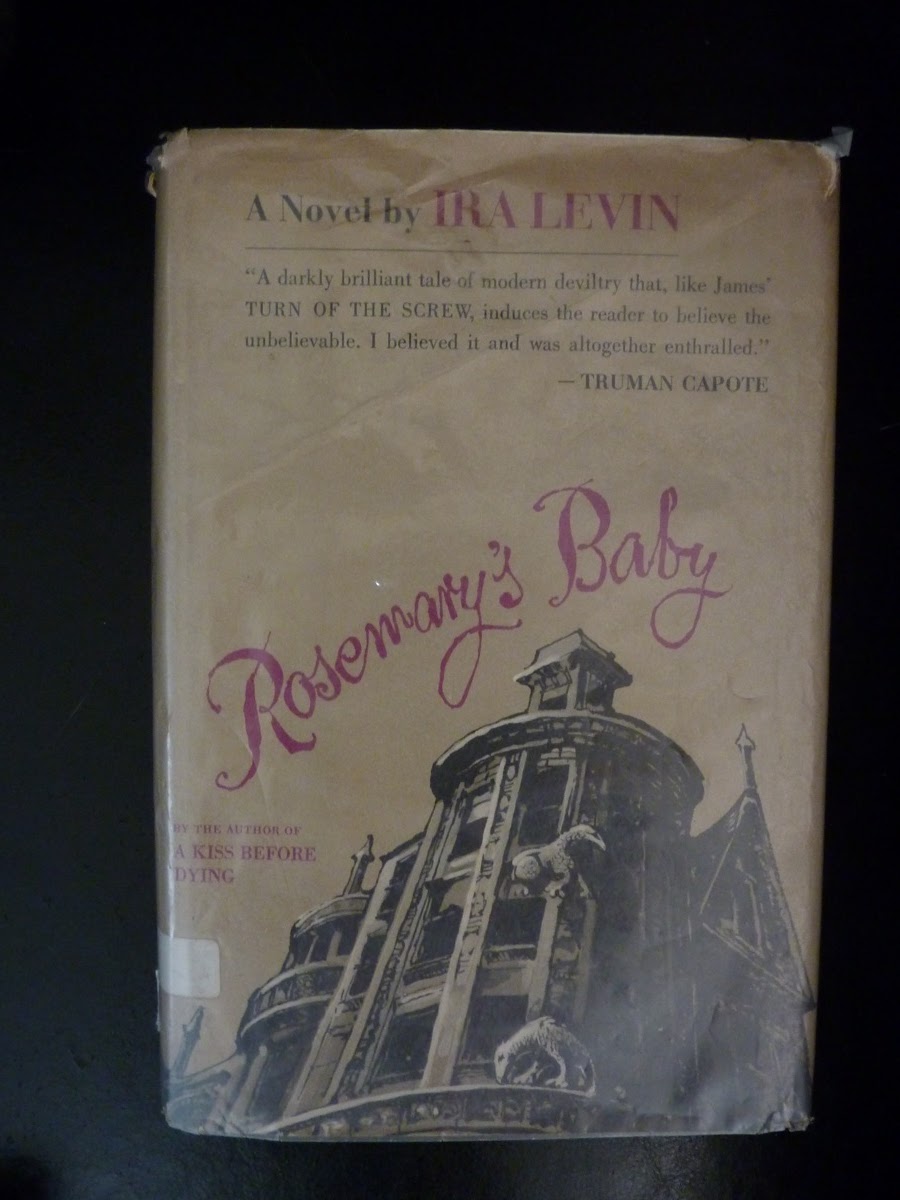 A Novel by IRA LEVIN
“A darkly brilliant tale of modern deviltry that, like James’
TURN OF THE SCREW, induces the reader to believe the
unbelievable. I believed it and was altogether enthralled.”
— TRUMAN CAPOTE
Rosemary's Baby
BY THE AUTHOR OF
A KISS BEFORE
DYING